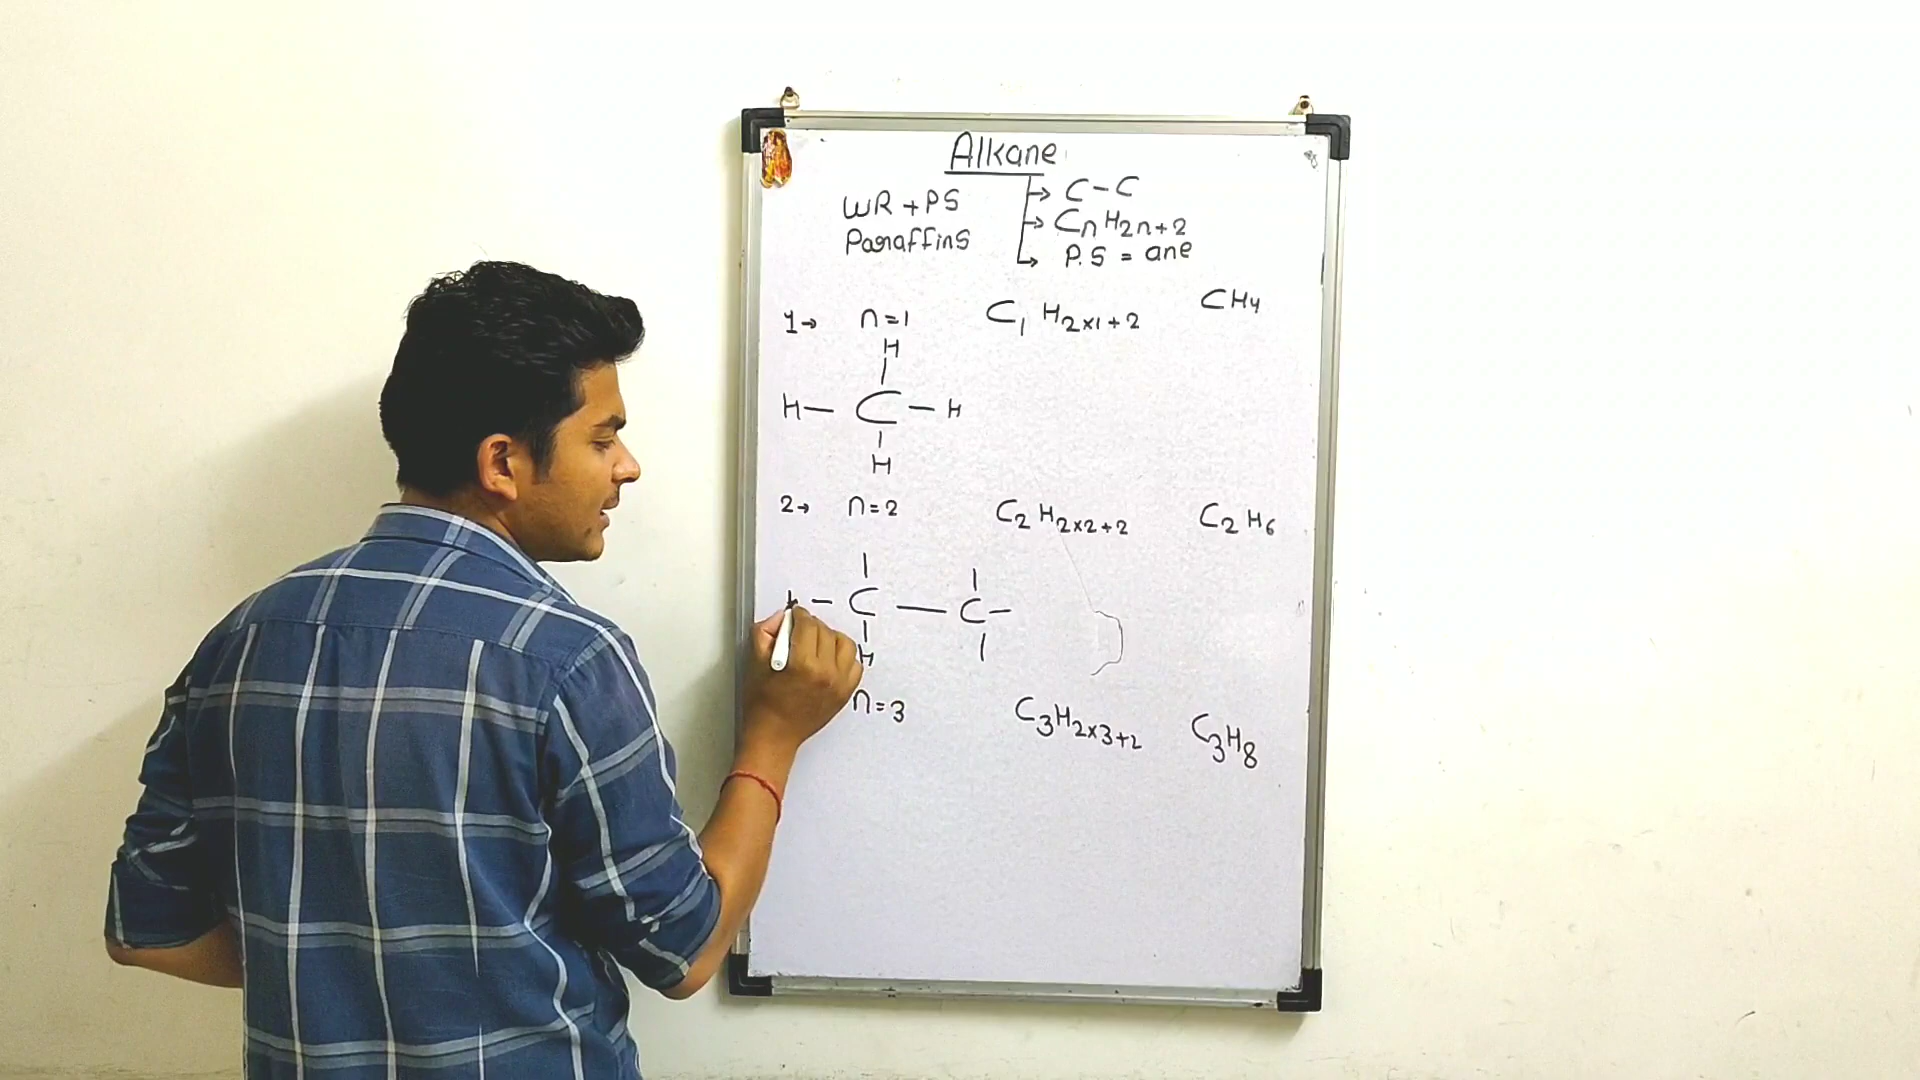 Alkane
WR + PS
Paraffins
→ C-C
→ CnH2n+2
→ P.S = ane
1→ n=1 C1 H2x1+2 CH4
H
H- C -H
H
2→ n=2 C2 H2x2+2 C2 H6
- C - C -
H
n=3 C3H2x3+2 C3H8